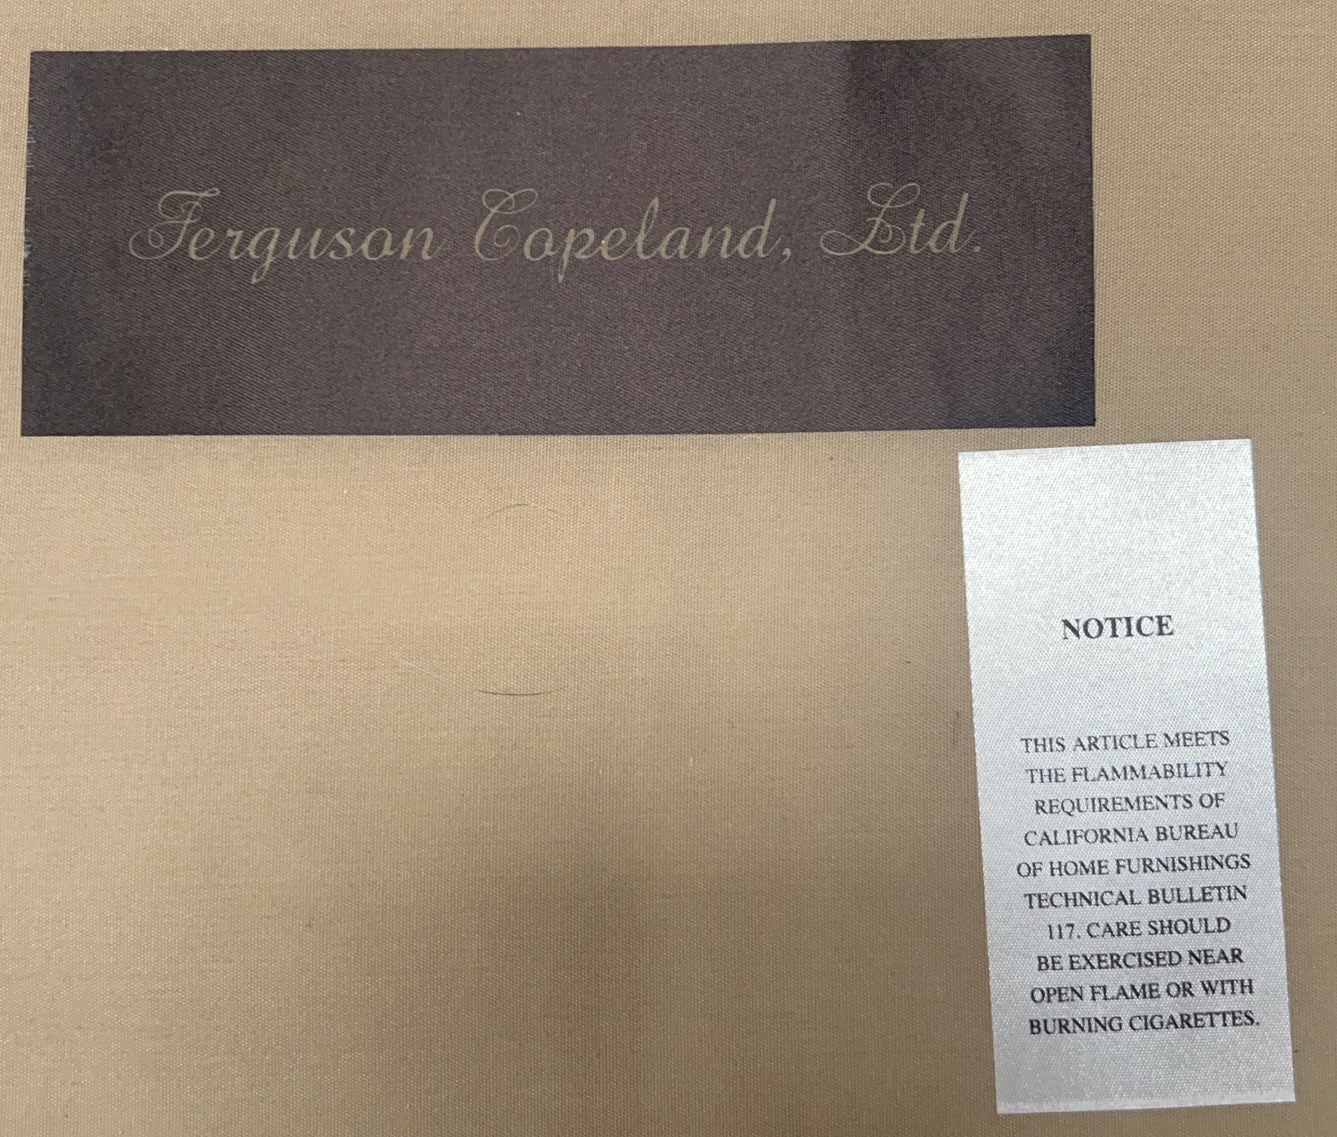 Ferguson Copeland, Ltd.
NOTICE
THIS ARTICLE MEETS
THE FLAMMABILITY
REQUIREMENTS OF
CALIFORNIA BUREAU
OF HOME FURNISHINGS
TECHNICAL BULLETIN
117. CARE SHOULD
BE EXERCISED NEAR
OPEN FLAME OR WITH
BURNING CIGARETTES.